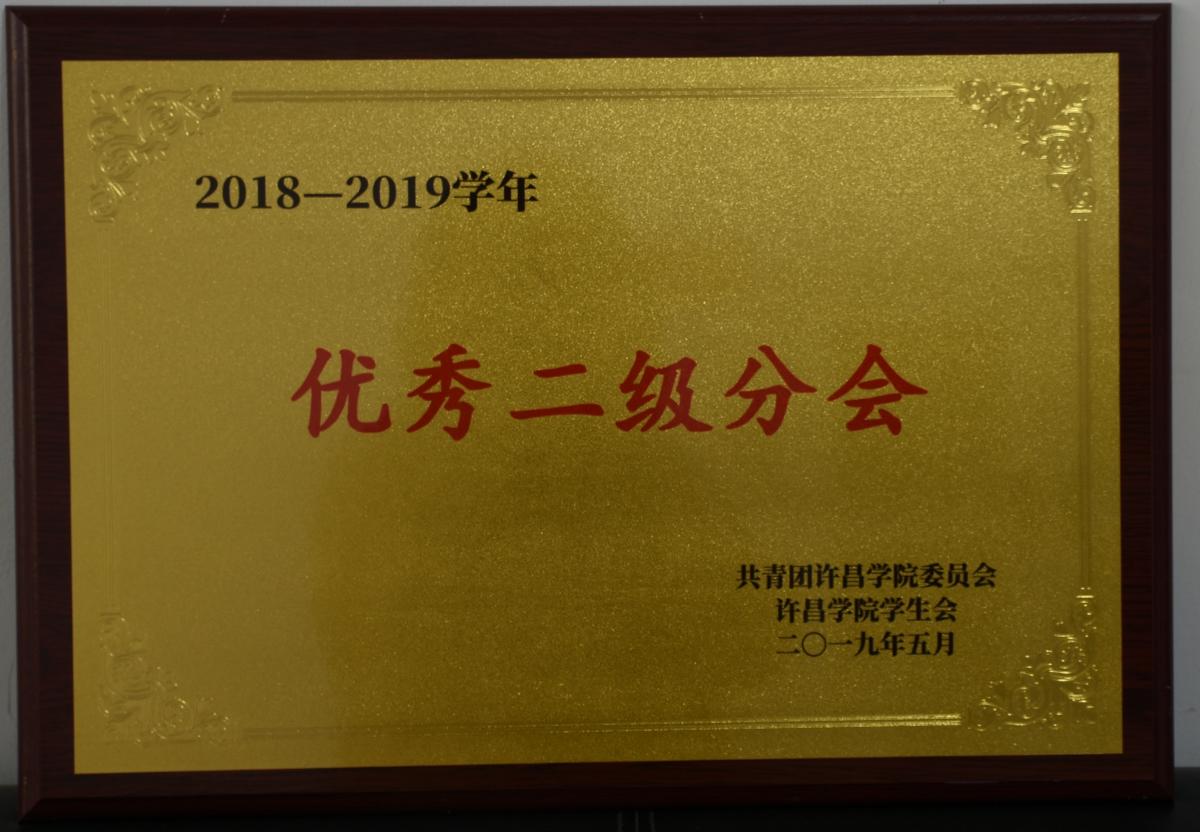 2018—2019学年
优秀二级分会
共青团许昌学院委员会
许昌学院学生会
二〇一九年五月